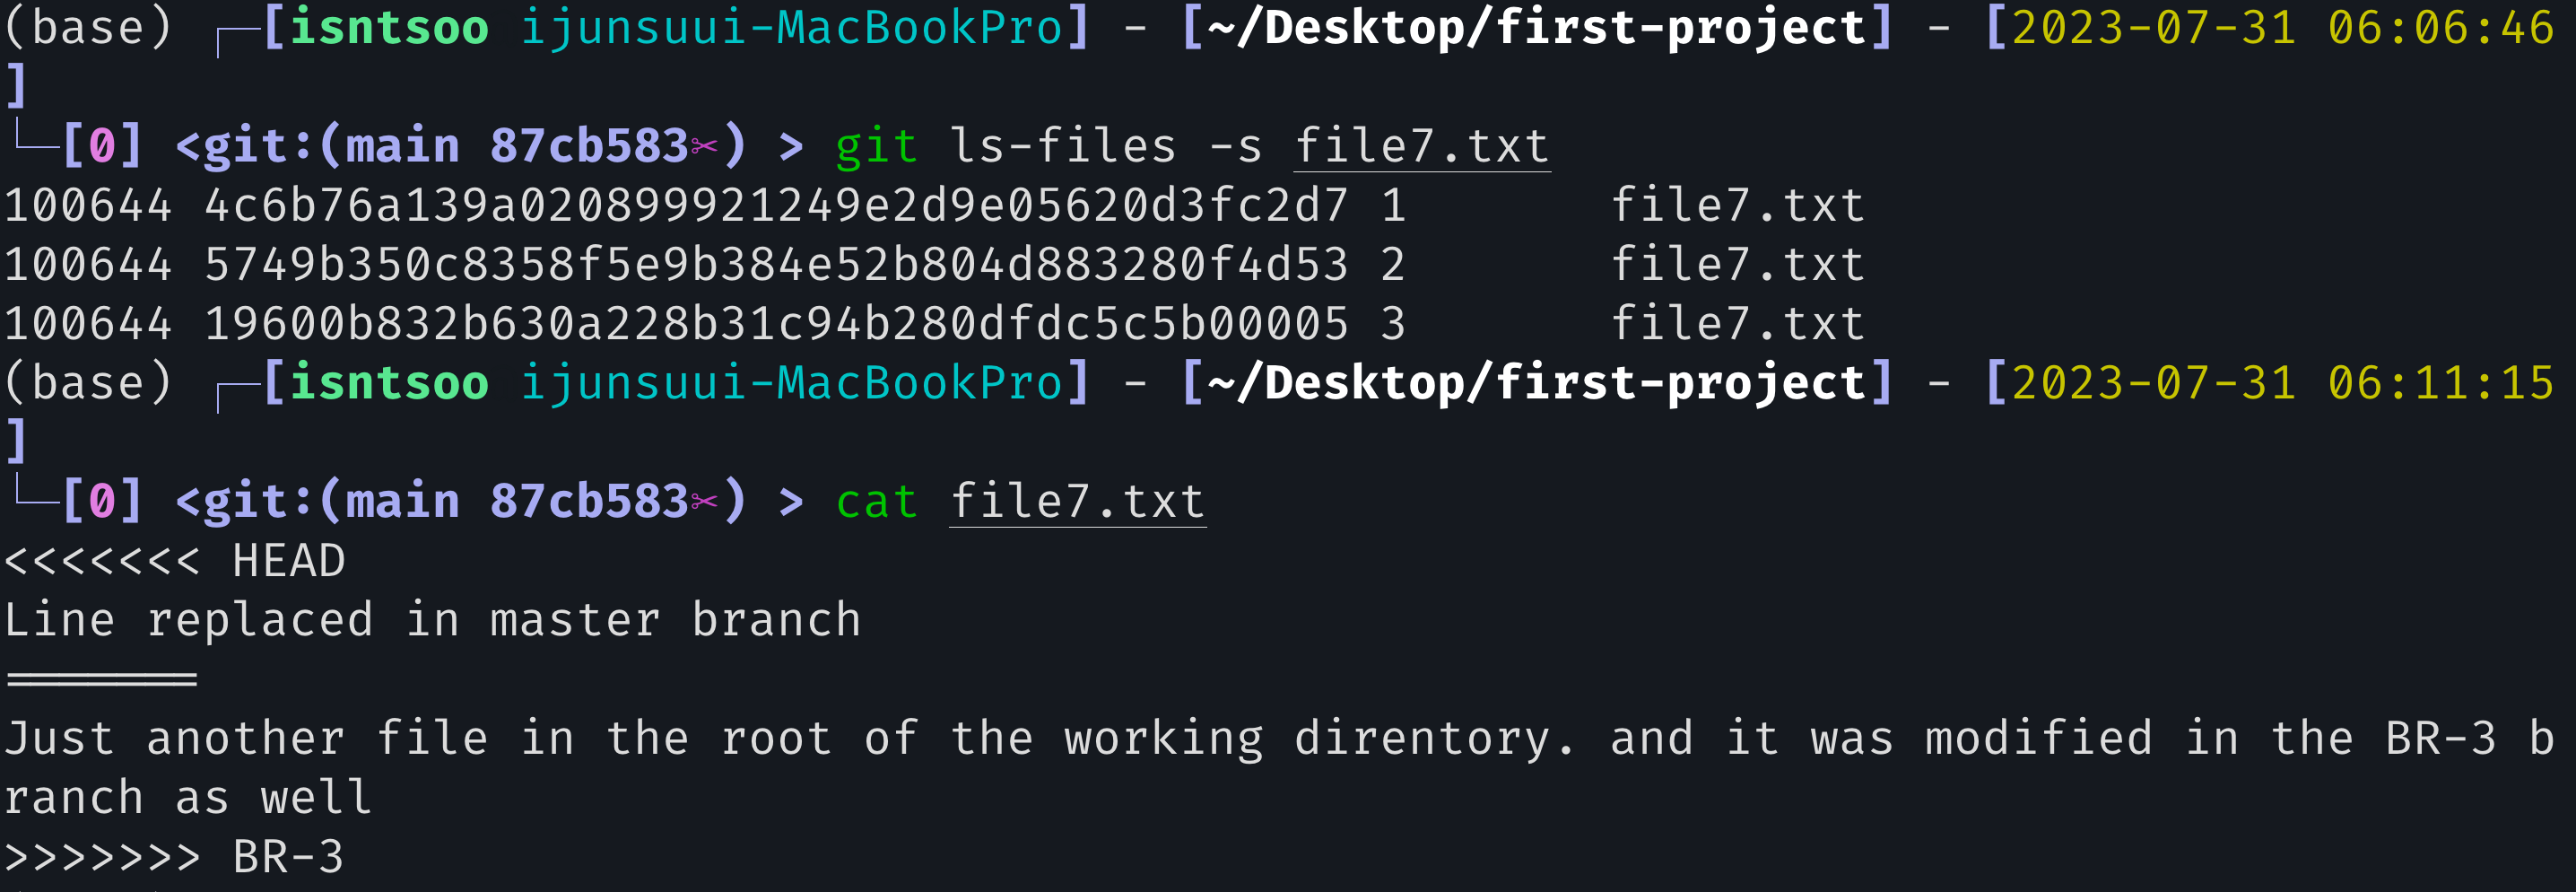 (base) ┌─[isntsoo ijunsuui-MacBookPro] - [~/Desktop/first-project] - [2023-07-31 06:06:46
]
└─[0] <git:(main 87cb583✂) > git ls-files -s file7.txt
100644 4c6b76a139a020899921249e2d9e05620d3fc2d7 1       file7.txt
100644 5749b350c8358f5e9b384e52b804d883280f4d53 2       file7.txt
100644 19600b832b630a228b31c94b280dfdc5c5b00005 3       file7.txt
(base) ┌─[isntsoo ijunsuui-MacBookPro] - [~/Desktop/first-project] - [2023-07-31 06:11:15
]
└─[0] <git:(main 87cb583✂) > cat file7.txt
<<<<<<< HEAD
Line replaced in master branch
=======
Just another file in the root of the working direntory. and it was modified in the BR-3 b
ranch as well
>>>>>>> BR-3